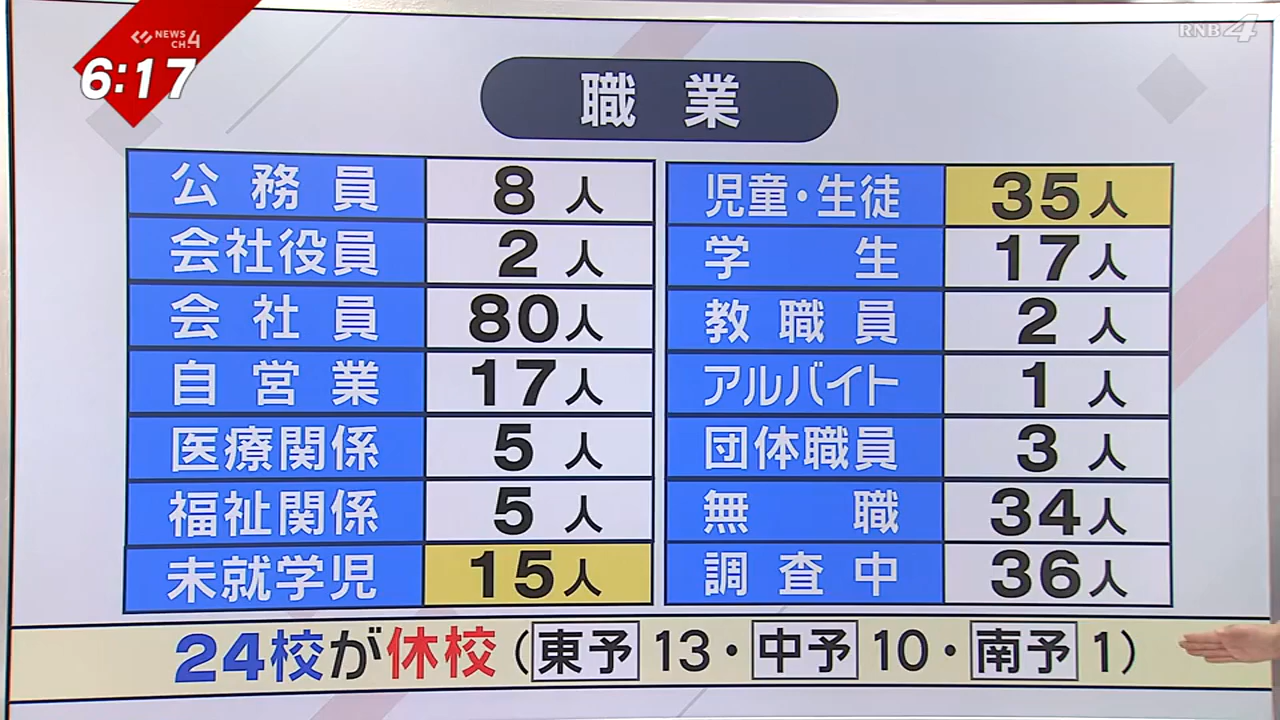 NEWS
CH.4
6:17
RNB 4
職業
公務員 8人
会社役員 2人
会社員 80人
自営業 17人
医療関係 5人
福祉関係 5人
未就学児 15人
児童・生徒 35人
学生 17人
教職員 2人
アルバイト 1人
団体職員 3人
無職 34人
調査中 36人
24校が休校(東予13・中予10・南予1)